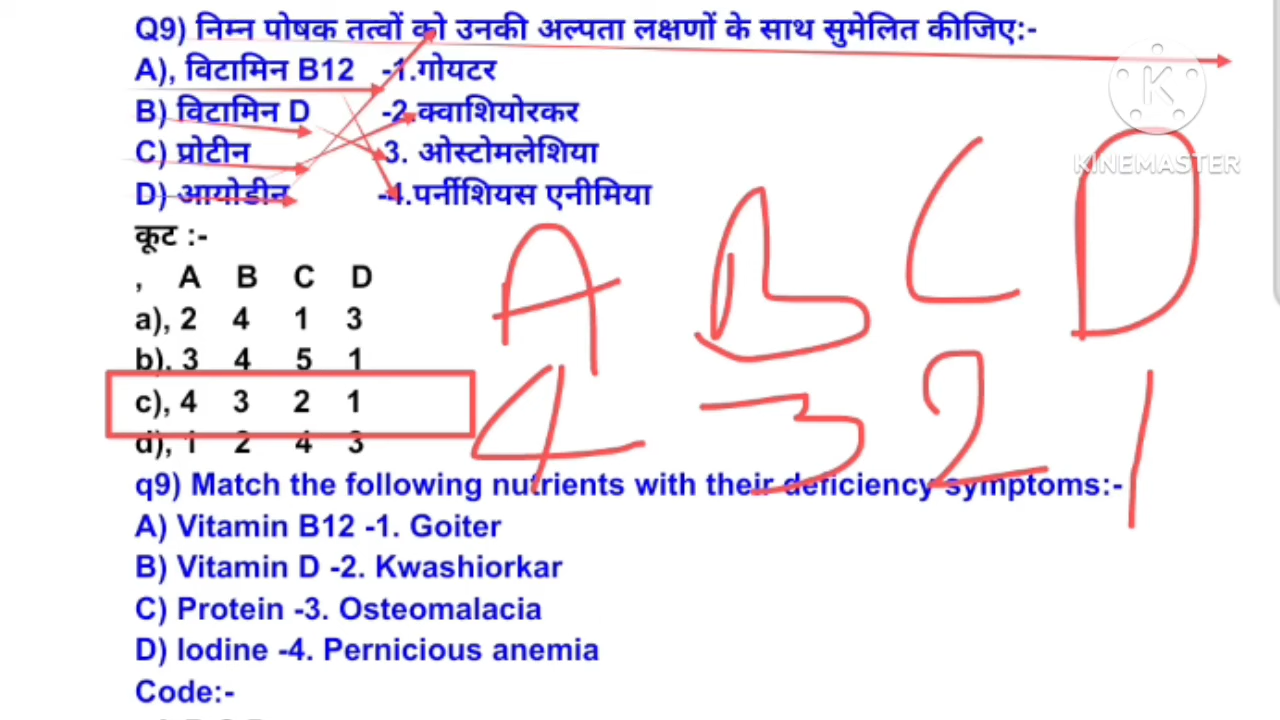 Q9) निम्न पोषक तत्वों को उनकी अल्पता लक्षणों के साथ सुमेलित कीजिए:-
A), विटामिन B12 -1.गोयटर
B) विटामिन D -2.क्वाशियोरकर
C) प्रोटीन 3. ओस्टोमलेशिया
D) आयोडीन -4.पर्नीशियस एनीमिया
कूट :-
, A B C D
a), 2 4 1 3
b). 3 4 5 1
c), 4 3 2 1
d), 1 2 4 3
A B C D
4 3 2 1
KINEMASTER
q9) Match the following nutrients with their deficiency symptoms:-
A) Vitamin B12 -1. Goiter
B) Vitamin D -2. Kwashiorkar
C) Protein -3. Osteomalacia
D) Iodine -4. Pernicious anemia
Code:-